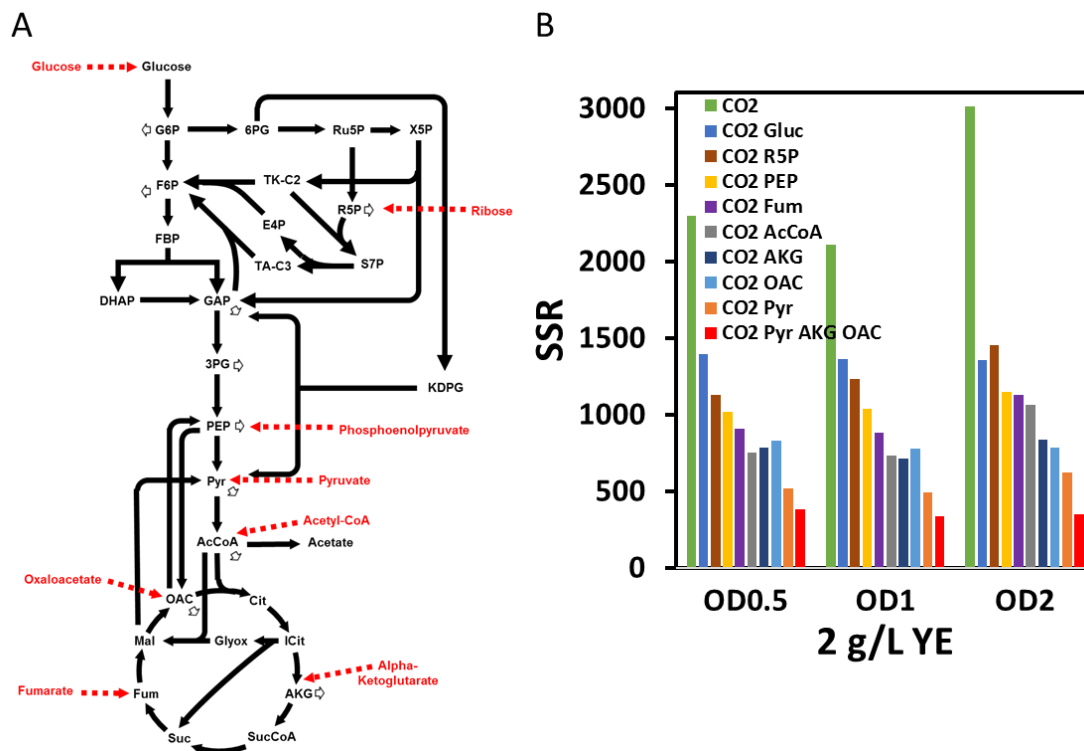 A
Glucose
Glucose
G6P
6PG
Ru5P
X5P
F6P
TK-C2
R5P
Ribose
E4P
FBP
TA-C3
S7P
DHAP
GAP
3PG
KDPG
PEP
Phosphoenolpyruvate
Pyr
Pyruvate
Acetyl-CoA
AcCoA
Acetate
Oxaloacetate
OAC
Cit
Mal
Glyox
ICit
Alpha-
Ketoglutarate
Fumarate
Fum
AKG
Suc
SucCoA
B
SSR
3000
2500
2000
1500
1000
500
0
CO2
CO2 Gluc
CO2 R5P
CO2 PEP
CO2 Fum
CO2 AcCoA
CO2 AKG
CO2 OAC
CO2 Pyr
CO2 Pyr AKG OAC
OD0.5
OD1
OD2
2 g/L YE